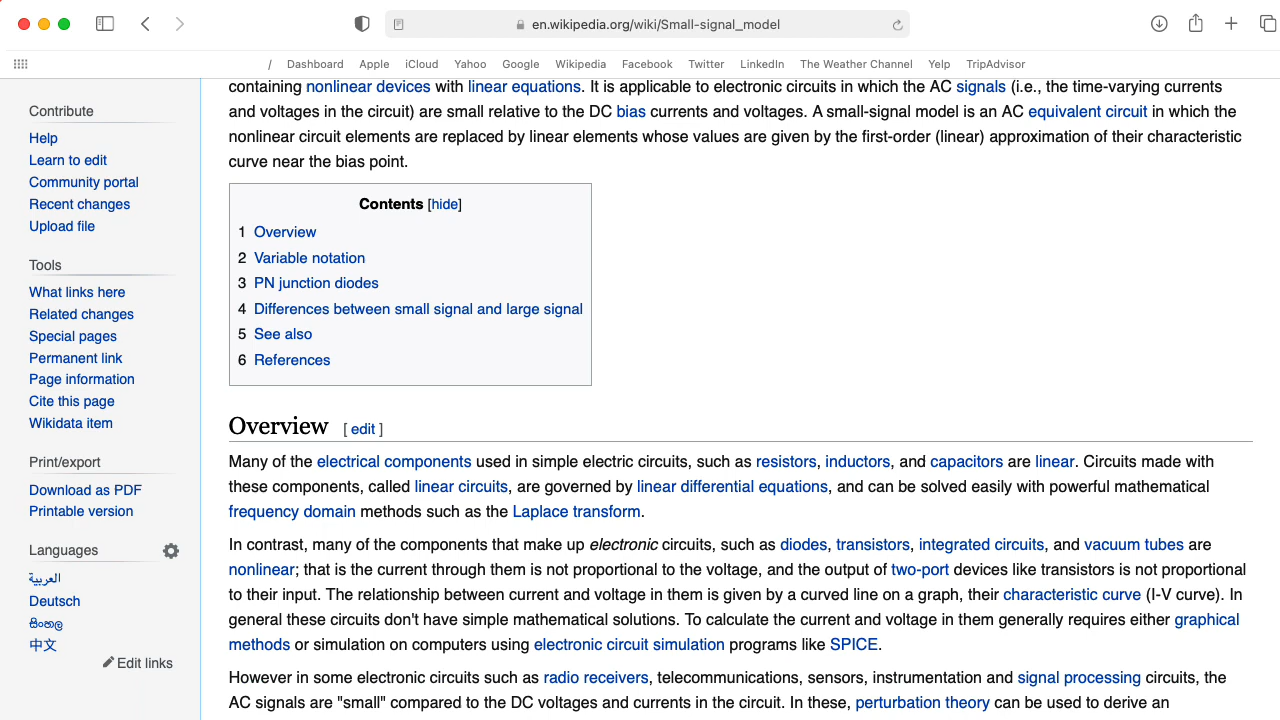 en.wikipedia.org/wiki/Small-signal_model
/ Dashboard Apple iCloud Yahoo Google Wikipedia Facebook Twitter LinkedIn The Weather Channel Yelp TripAdvisor
Contribute
Help
Learn to edit
Community portal
Recent changes
Upload file
Tools
What links here
Related changes
Special pages
Permanent link
Page information
Cite this page
Wikidata item
Print/export
Download as PDF
Printable version
Languages
العربية
Deutsch
සිංහල
中文
Edit links
containing nonlinear devices with linear equations. It is applicable to electronic circuits in which the AC signals (i.e., the time-varying currents
and voltages in the circuit) are small relative to the DC bias currents and voltages. A small-signal model is an AC equivalent circuit in which the
nonlinear circuit elements are replaced by linear elements whose values are given by the first-order (linear) approximation of their characteristic
curve near the bias point.
Contents [hide]
1 Overview
2 Variable notation
3 PN junction diodes
4 Differences between small signal and large signal
5 See also
6 References
Overview [ edit ]
Many of the electrical components used in simple electric circuits, such as resistors, inductors, and capacitors are linear. Circuits made with
these components, called linear circuits, are governed by linear differential equations, and can be solved easily with powerful mathematical
frequency domain methods such as the Laplace transform.
In contrast, many of the components that make up electronic circuits, such as diodes, transistors, integrated circuits, and vacuum tubes are
nonlinear; that is the current through them is not proportional to the voltage, and the output of two-port devices like transistors is not proportional
to their input. The relationship between current and voltage in them is given by a curved line on a graph, their characteristic curve (I-V curve). In
general these circuits don't have simple mathematical solutions. To calculate the current and voltage in them generally requires either graphical
methods or simulation on computers using electronic circuit simulation programs like SPICE.
However in some electronic circuits such as radio receivers, telecommunications, sensors, instrumentation and signal processing circuits, the
AC signals are "small" compared to the DC voltages and currents in the circuit. In these, perturbation theory can be used to derive an